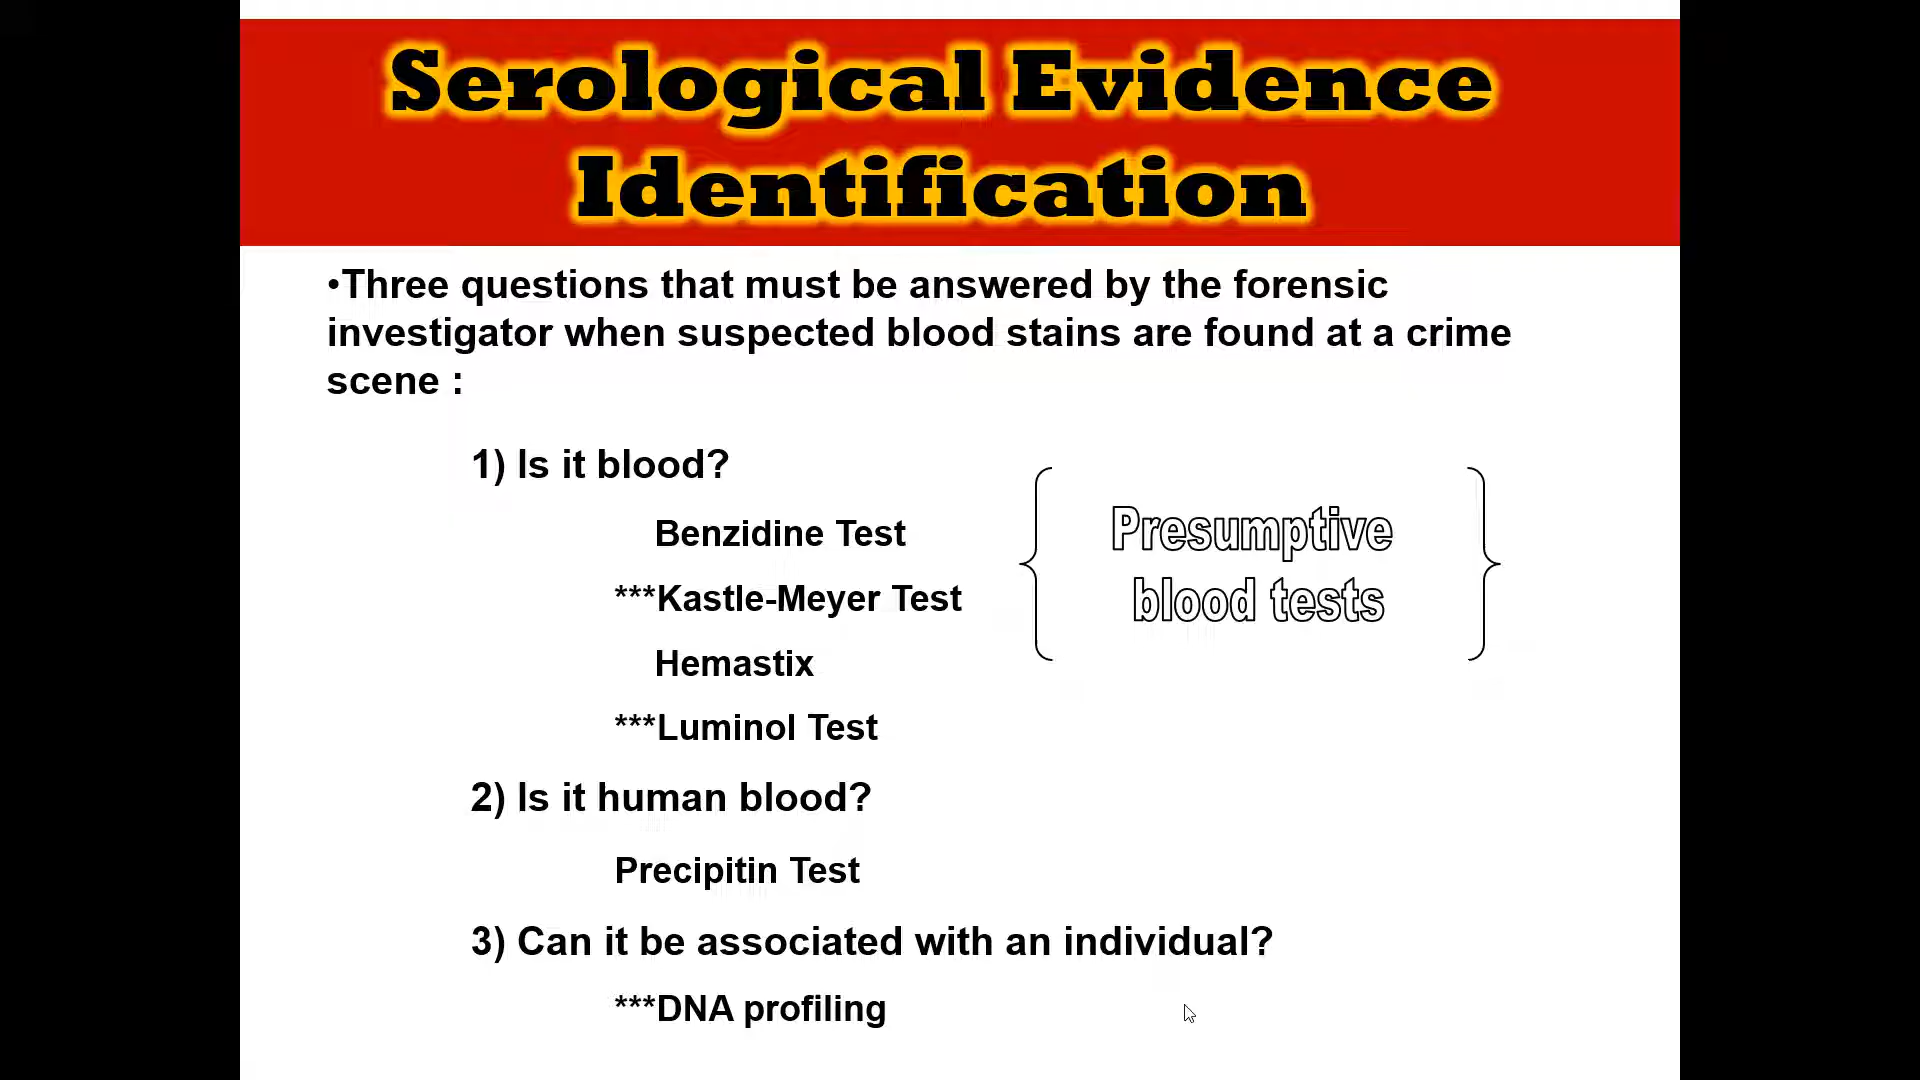 Serological Evidence
Identification
•Three questions that must be answered by the forensic
investigator when suspected blood stains are found at a crime
scene :
1) Is it blood?
Benzidine Test
***Kastle-Meyer Test
Hemastix
***Luminol Test
Presumptive
blood tests
2) Is it human blood?
Precipitin Test
3) Can it be associated with an individual?
***DNA profiling